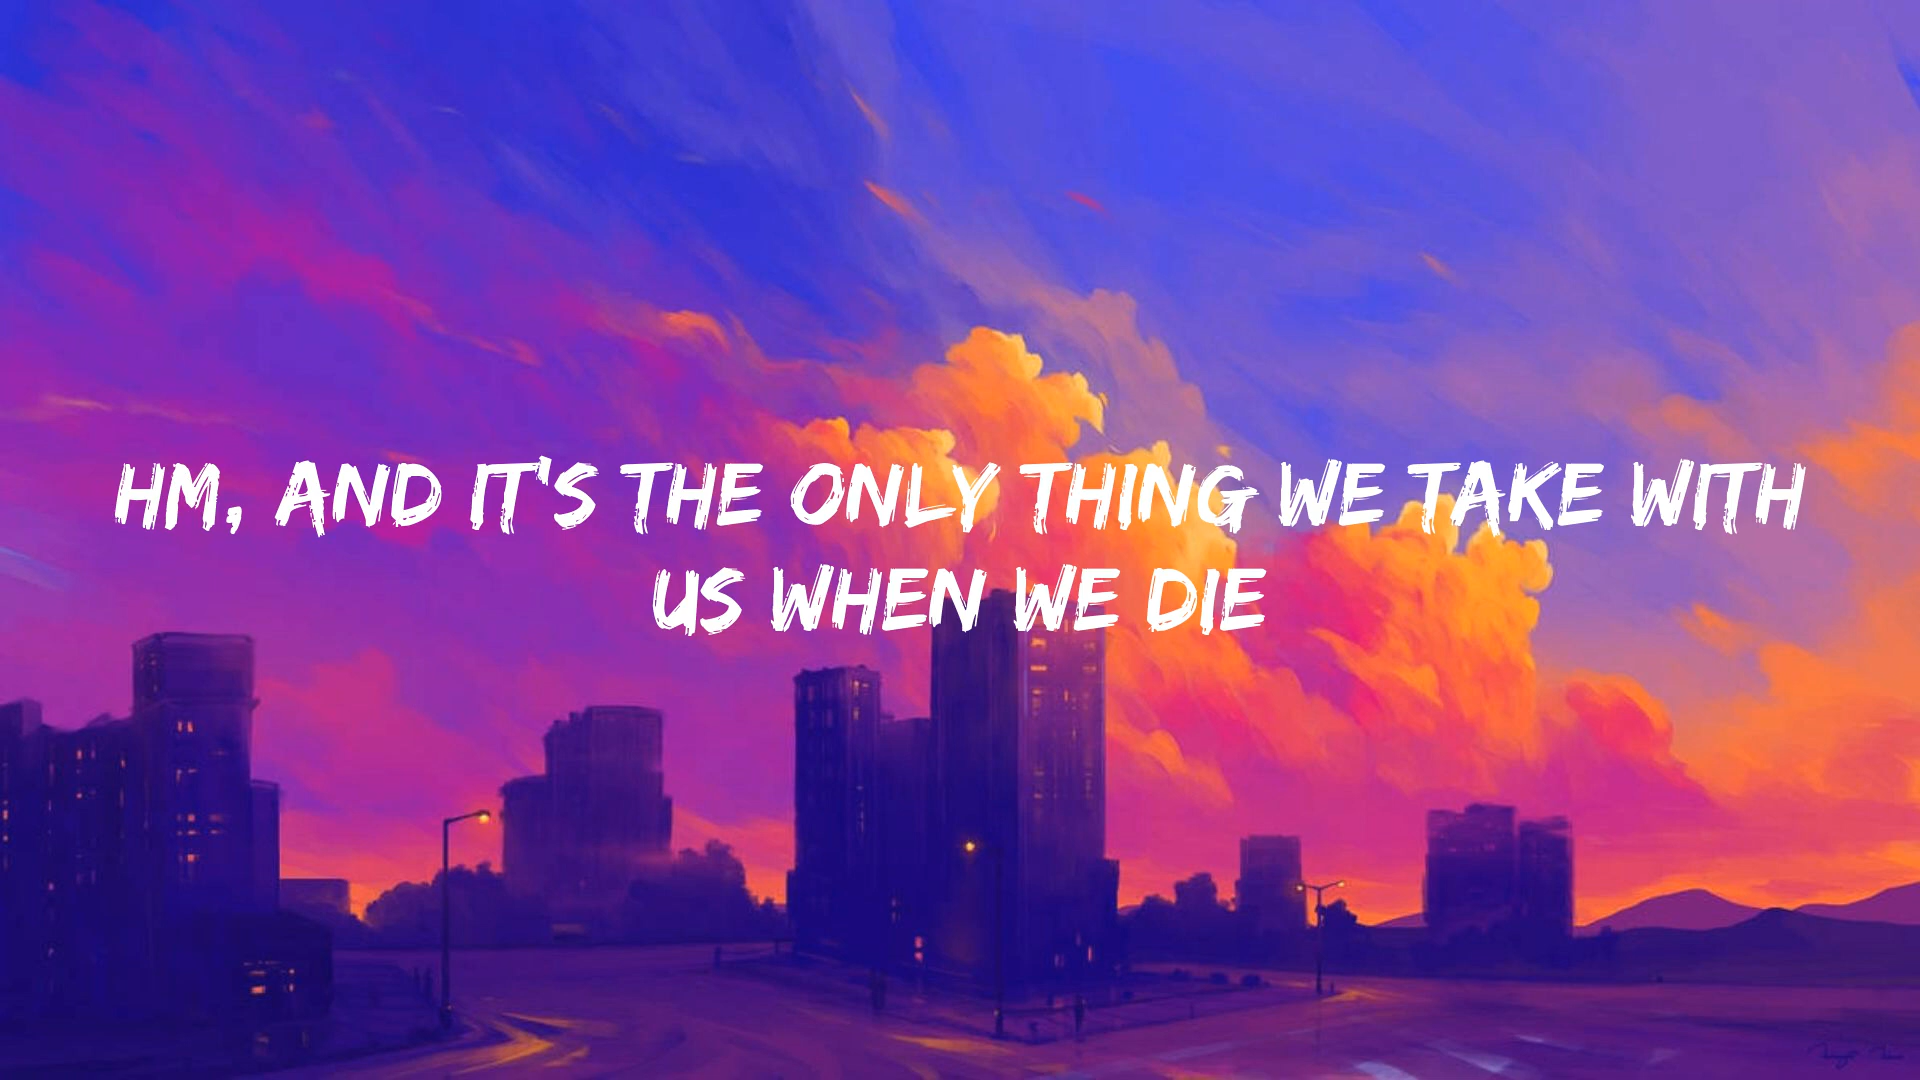 HM, AND IT'S THE ONLY THING WE TAKE WITH
US WHEN WE DIE